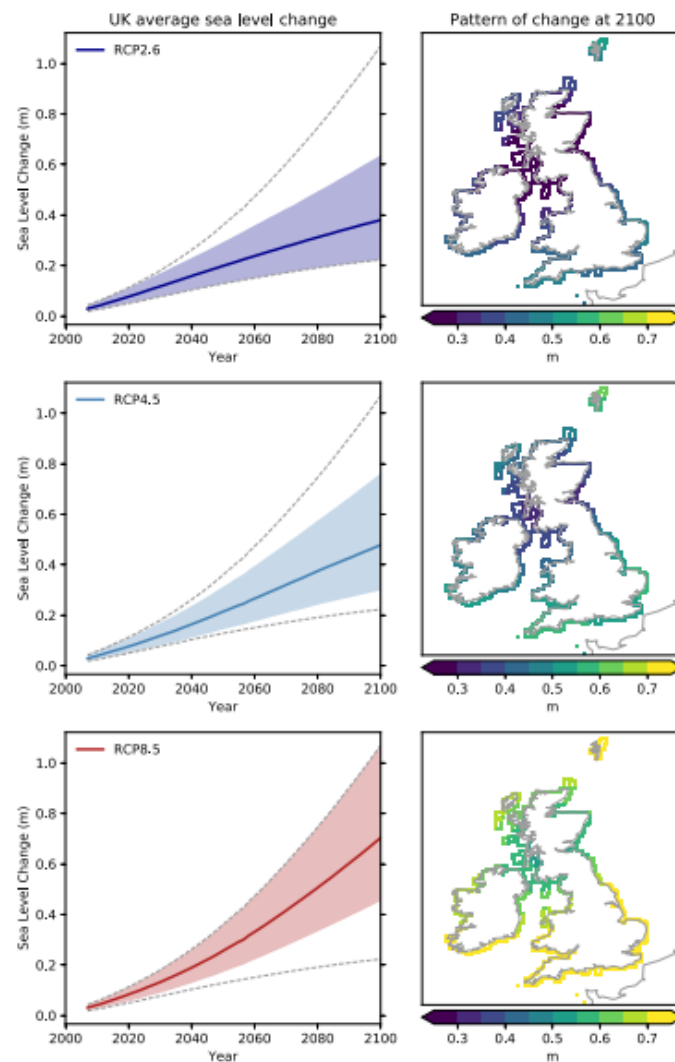 UK average sea level change
Pattern of change at 2100
RCP2.6
Sea Level Change (m)
1.0
0.8
0.6
0.4
0.2
0.0
2000 2020 2040 2060 2080 2100
Year
0.3 0.4 0.5 0.6 0.7
m
RCP4.5
Sea Level Change (m)
1.0
0.8
0.6
0.4
0.2
0.0
2000 2020 2040 2060 2080 2100
Year
0.3 0.4 0.5 0.6 0.7
m
RCP8.5
Sea Level Change (m)
1.0
0.8
0.6
0.4
0.2
0.0
2000 2020 2040 2060 2080 2100
Year
0.3 0.4 0.5 0.6 0.7
m